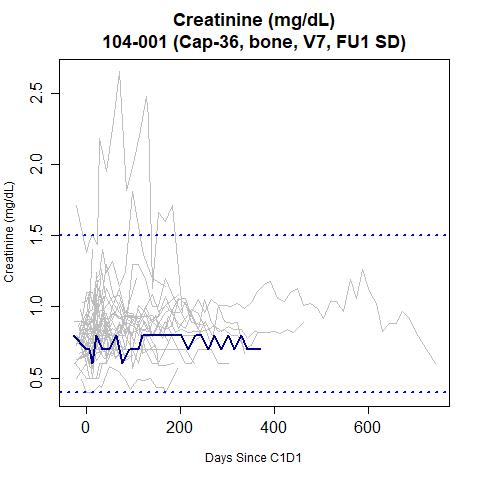 Creatinine (mg/dL)
104-001 (Cap-36, bone, V7, FU1 SD)
Creatinine (mg/dL)
2.5
2.0
1.5
1.0
0.5
0 200 400 600
Days Since C1D1